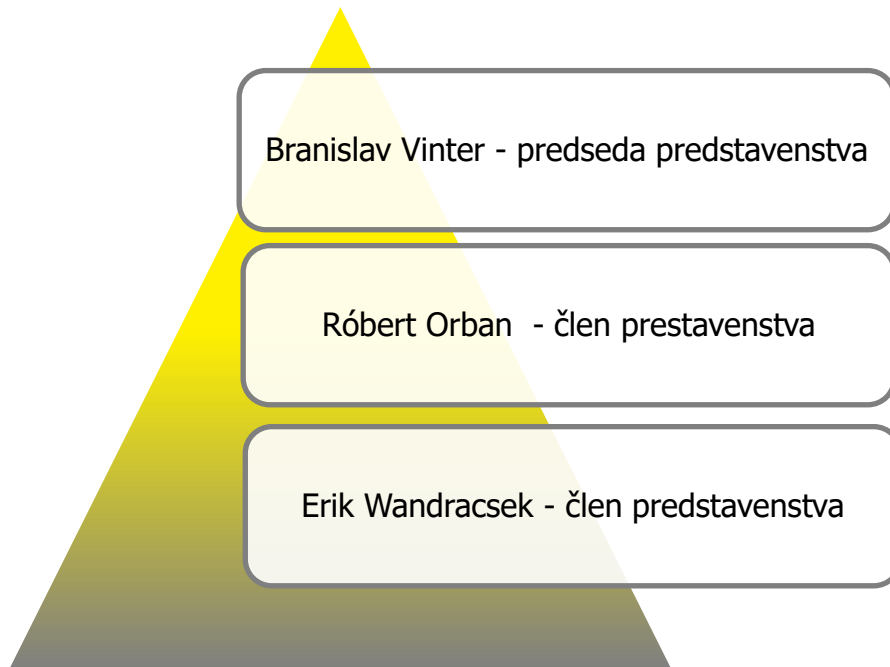 Branislav Vinter - predseda predstavenstva
Róbert Orban  - člen prestavenstva
Erik Wandracsek - člen predstavenstva